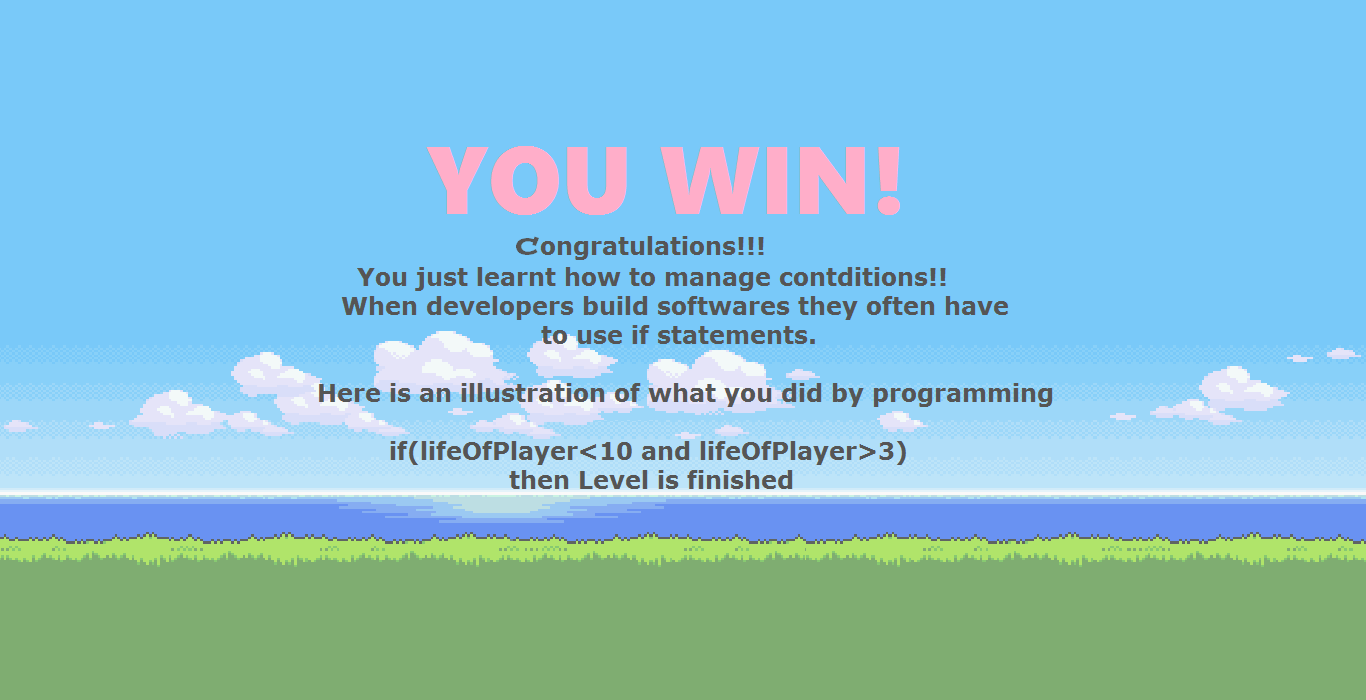 YOU WIN!
Congratulations!!!
You just learnt how to manage contditions!!
When developers build softwares they often have
to use if statements.
Here is an illustration of what you did by programming
if(lifeOfPlayer<10 and lifeOfPlayer>3)
then Level is finished